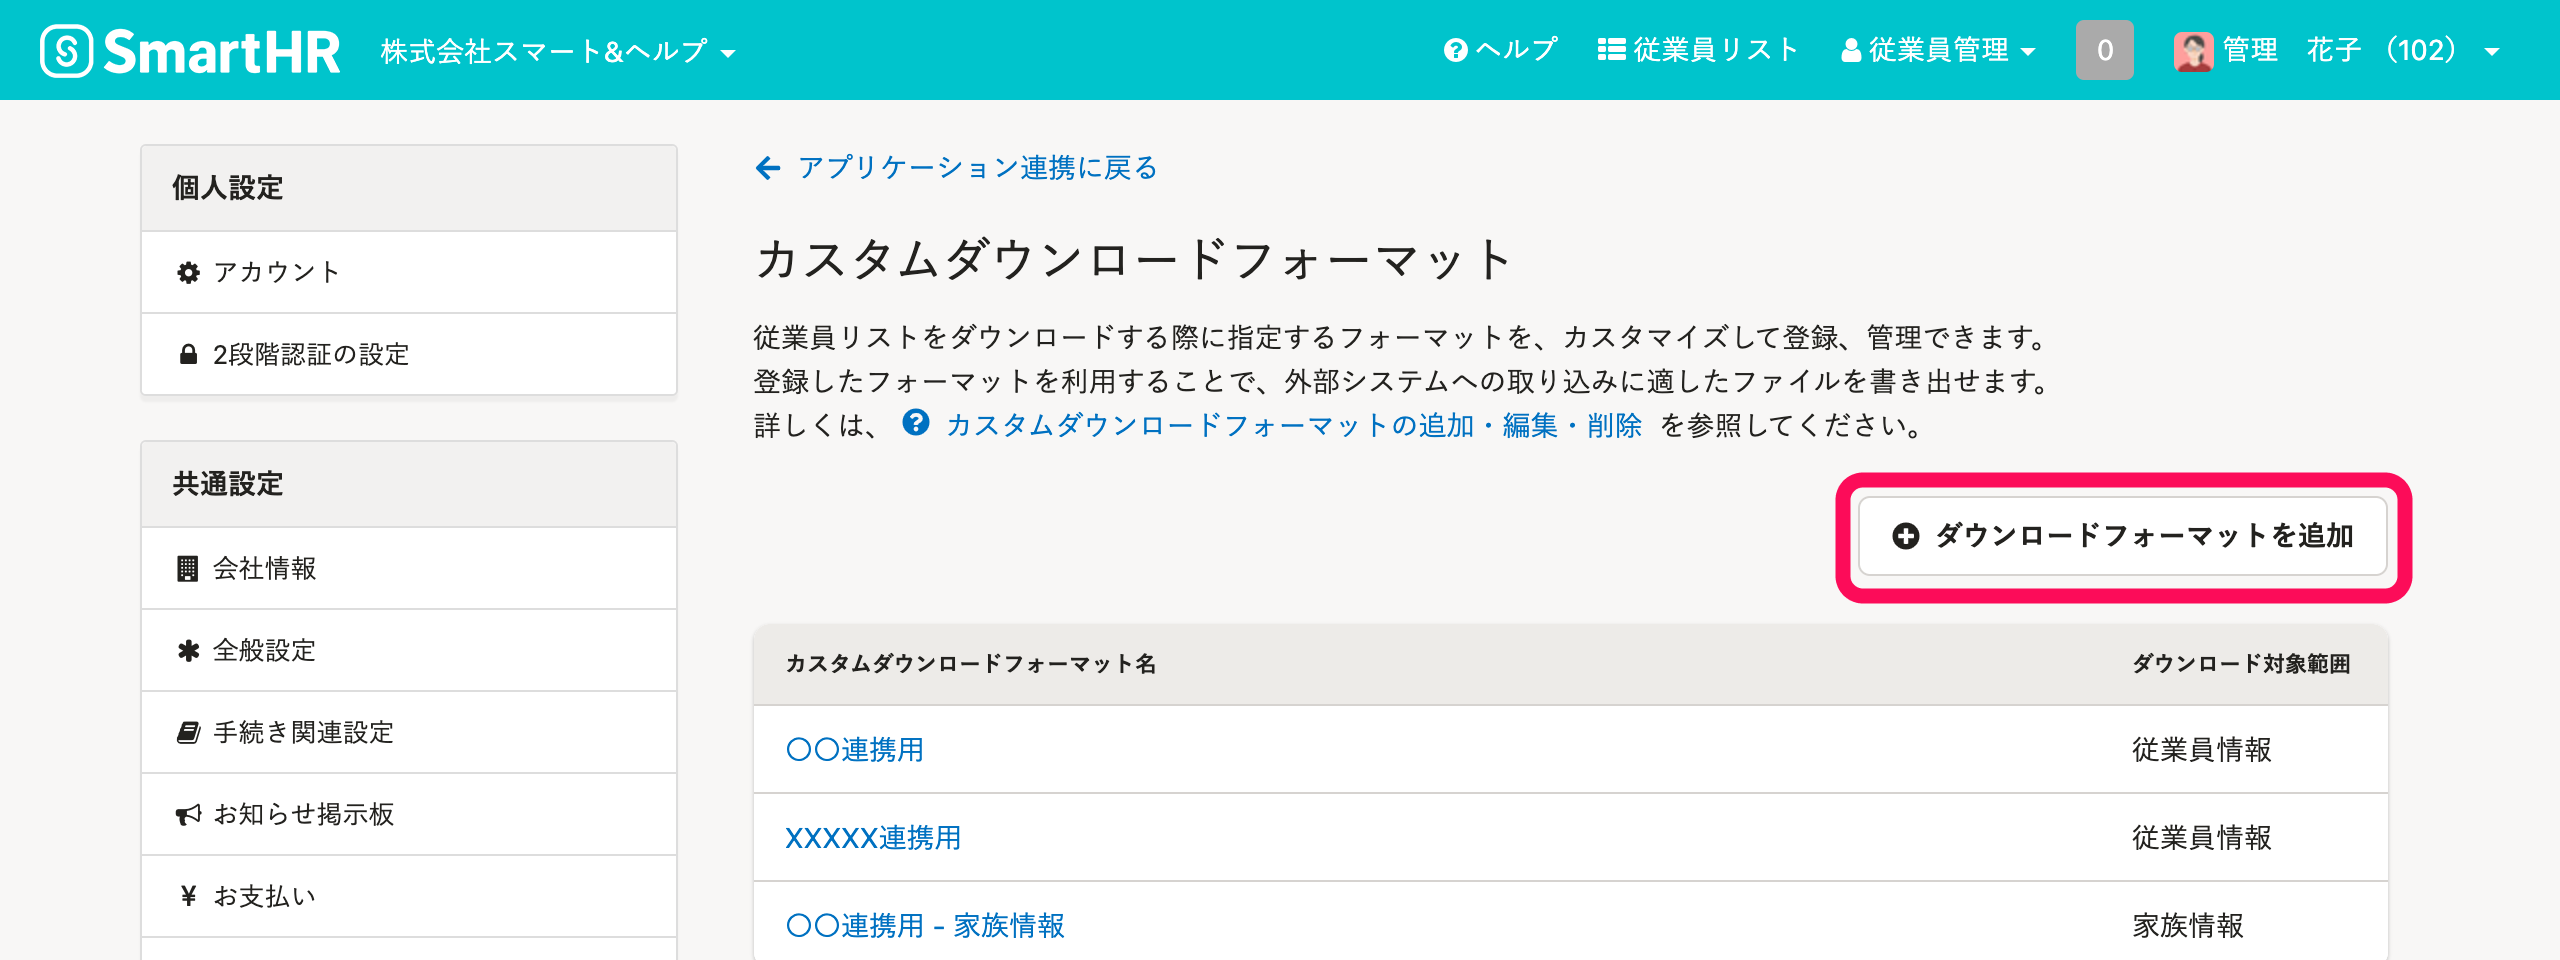 SmartHR 株式会社スマート&ヘルプ ヘルプ 従業員リスト 従業員管理 0 管理 花子 (102)
個人設定
アカウント
2段階認証の設定
共通設定
会社情報
全般設定
手続き関連設定
お知らせ掲示板
¥ お支払い
アプリケーション連携に戻る
カスタムダウンロードフォーマット
従業員リストをダウンロードする際に指定するフォーマットを、カスタマイズして登録、管理できます。
登録したフォーマットを利用することで、外部システムへの取り込みに適したファイルを書き出せます。
詳しくは、 カスタムダウンロードフォーマットの追加・編集・削除 を参照してください。
ダウンロードフォーマットを追加
カスタムダウンロードフォーマット名 ダウンロード対象範囲
〇〇連携用 従業員情報
XXXXX連携用 従業員情報
〇〇連携用 - 家族情報 家族情報